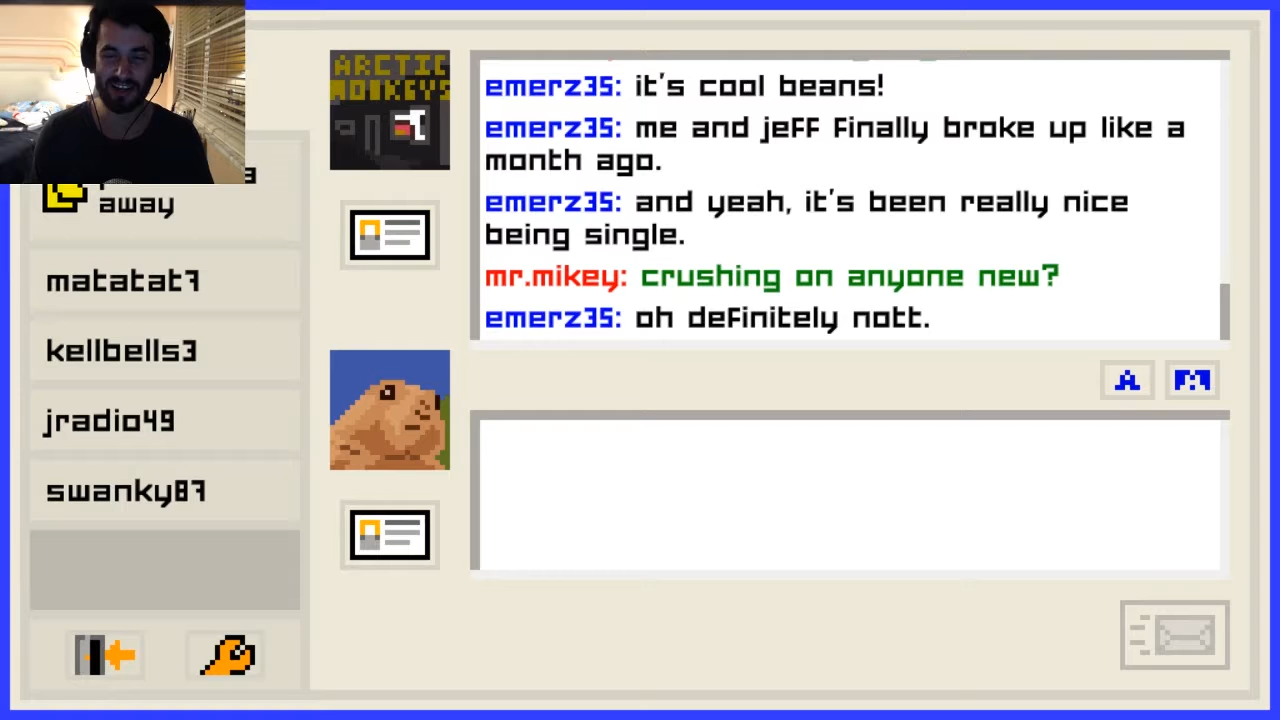 ARCTIC
MONKEYS
emerz35: it's cool beans!
emerz35: me and jeff finally broke up like a
month ago.
emerz35: and yeah, it's been really nice
being single.
mr.mikey: crushing on anyone new?
emerz35: oh definitely nott.
away
matatat7
kellbells3
jradio49
swanky87
A